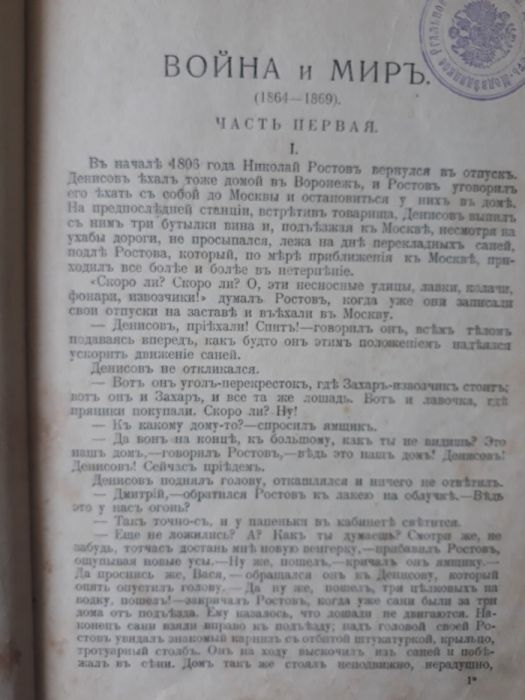 ВОЙНА и МИРЪ.
(1864—1869).
ЧАСТЬ ПЕРВАЯ.
I.
Въ началѣ 1806 года Николай Ростовъ вернулся въ отпускъ.
Денисовъ ѣхалъ тоже домой въ Воронежъ, и Ростовъ уговорилъ
его ѣхать съ собой до Москвы и остановиться у нихъ въ домѣ.
На предпослѣдней станціи, встрѣтивъ товарища, Денисовъ выпилъ
съ нимъ три бутылки вина и, подъѣзжая къ Москвѣ, несмотря на
ухабы дороги, не просыпался, лежа на днѣ перекладныхъ саней,
подлѣ Ростова, который, по мѣрѣ приближенія къ Москвѣ, при-
ходилъ все болѣе и болѣе въ нетерпѣніе.
«Скоро ли? Скоро ли? О, эти несносные улицы, лавки, калачи,
фонари, извозчики!» думалъ Ростовъ, когда уже они записали
свои отпуски на заставѣ и въѣхали въ Москву.
— Денисовъ, пріѣхали! Спитъ!—говорилъ онъ, всѣмъ тѣломъ
подаваясь впередъ, какъ будто онъ этимъ положеніемъ надѣялся
ускорить движеніе саней.
Денисовъ не откликался.
— Вотъ онъ уголъ-перекрестокъ, гдѣ Захаръ-извозчикъ стоитъ;
вотъ онъ и Захаръ, и все та же лошадь. Вотъ и лавочка, гдѣ
пряники покупали. Скоро ли? Ну!
— Къ какому дому-то?—спросилъ ямщикъ.
— Да вонъ на концѣ, къ большому, какъ ты не видишь? Это
нашъ домъ,—говорилъ Ростовъ,—вѣдь это нашъ домъ! Денисовъ!
Денисовъ! Сейчасъ пріѣдемъ.
Денисовъ поднялъ голову, откашлялся и ничего не отвѣтилъ.
— Дмитрій,—обратился Ростовъ къ лакею на облучкѣ.—Вѣдь
это у насъ огонь?
— Такъ точно-съ, и у папеньки въ кабинетѣ свѣтится.
— Еще не ложились? А? Какъ ты думаешь? Смотри же, не
забудь, тотчасъ достань мнѣ новую венгерку,—прибавилъ Ростовъ,
ощупывая новые усы.—Ну же, пошелъ,—кричалъ онъ ямщику.—
Да проснись же, Вася,—обращался онъ къ Денисову, который
опять опустилъ голову.—Да ну же, пошелъ, три цѣлковыхъ на
водку, пошелъ!—закричалъ Ростовъ, когда уже сани были за три
дома отъ подъѣзда. Ему казалось, что лошади не двигаются. На-
конецъ сани взяли вправо къ подъѣзду; надъ головой своей Ро-
стовъ увидалъ знакомый карнизъ съ отбитой штукатуркой, крыльцо,
тротуарный столбъ. Онъ на ходу выскочилъ изъ саней и побѣ-
жалъ въ сѣни. Домъ такъ же стоялъ неподвижно, нерадушно,
1*